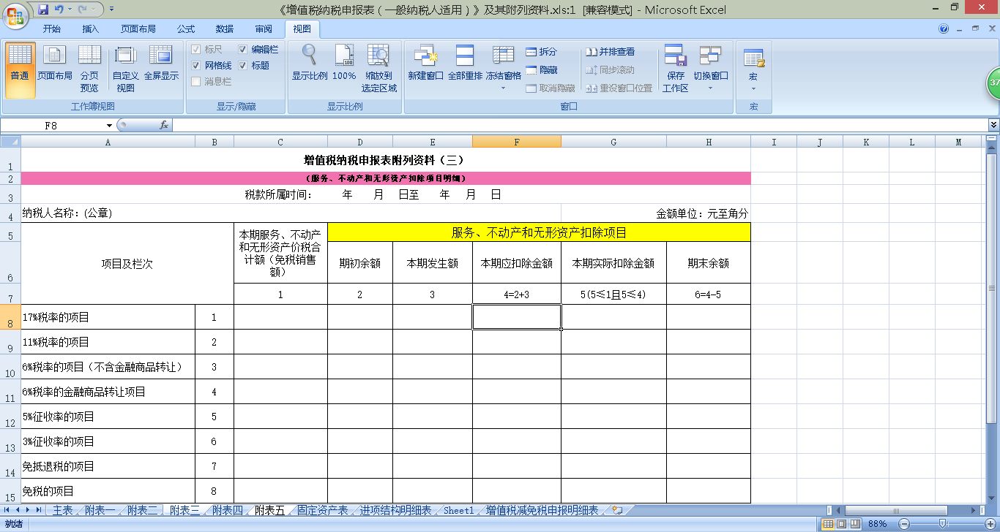 《增值税纳税申报表（一般纳税人适用）》及其附列资料.xls:1 [兼容模式] - Microsoft Excel
开始 插入 页面布局 公式 数据 审阅 视图
普通 页面布局 分页预览 自定义视图 全屏显示
工作簿视图
标尺 编辑栏
网格线 标题
消息栏
显示/隐藏
显示比例 100% 缩放到选定区域
显示比例
新建窗口 全部重排 冻结窗格
拆分 并排查看
隐藏 同步滚动
取消隐藏 重设窗口位置
保存工作区 切换窗口
窗口
宏
宏
37
F8 fx
A B C D E F G H I J K L M
1 增值税纳税申报表附列资料（三）
2 （服务、不动产和无形资产扣除项目明细）
3 税款所属时间： 年 月 日至 年 月 日
4 纳税人名称：(公章) 金额单位：元至角分
5 项目及栏次 本期服务、不动产和无形资产价税合计额（免税销售额） 服务、不动产和无形资产扣除项目
6 期初余额 本期发生额 本期应扣除金额 本期实际扣除金额 期末余额
7 1 2 3 4=2+3 5(5≤1且5≤4) 6=4-5
8 17%税率的项目 1
9 11%税率的项目 2
10 6%税率的项目（不含金融商品转让） 3
11 6%税率的金融商品转让项目 4
12 5%征收率的项目 5
13 3%征收率的项目 6
14 免抵退税的项目 7
15 免税的项目 8
主表 附表一 附表二 附表三 附表四 附表五 固定资产表 进项结构明细表 Sheet1 增值税减免税申报明细表
就绪 88%